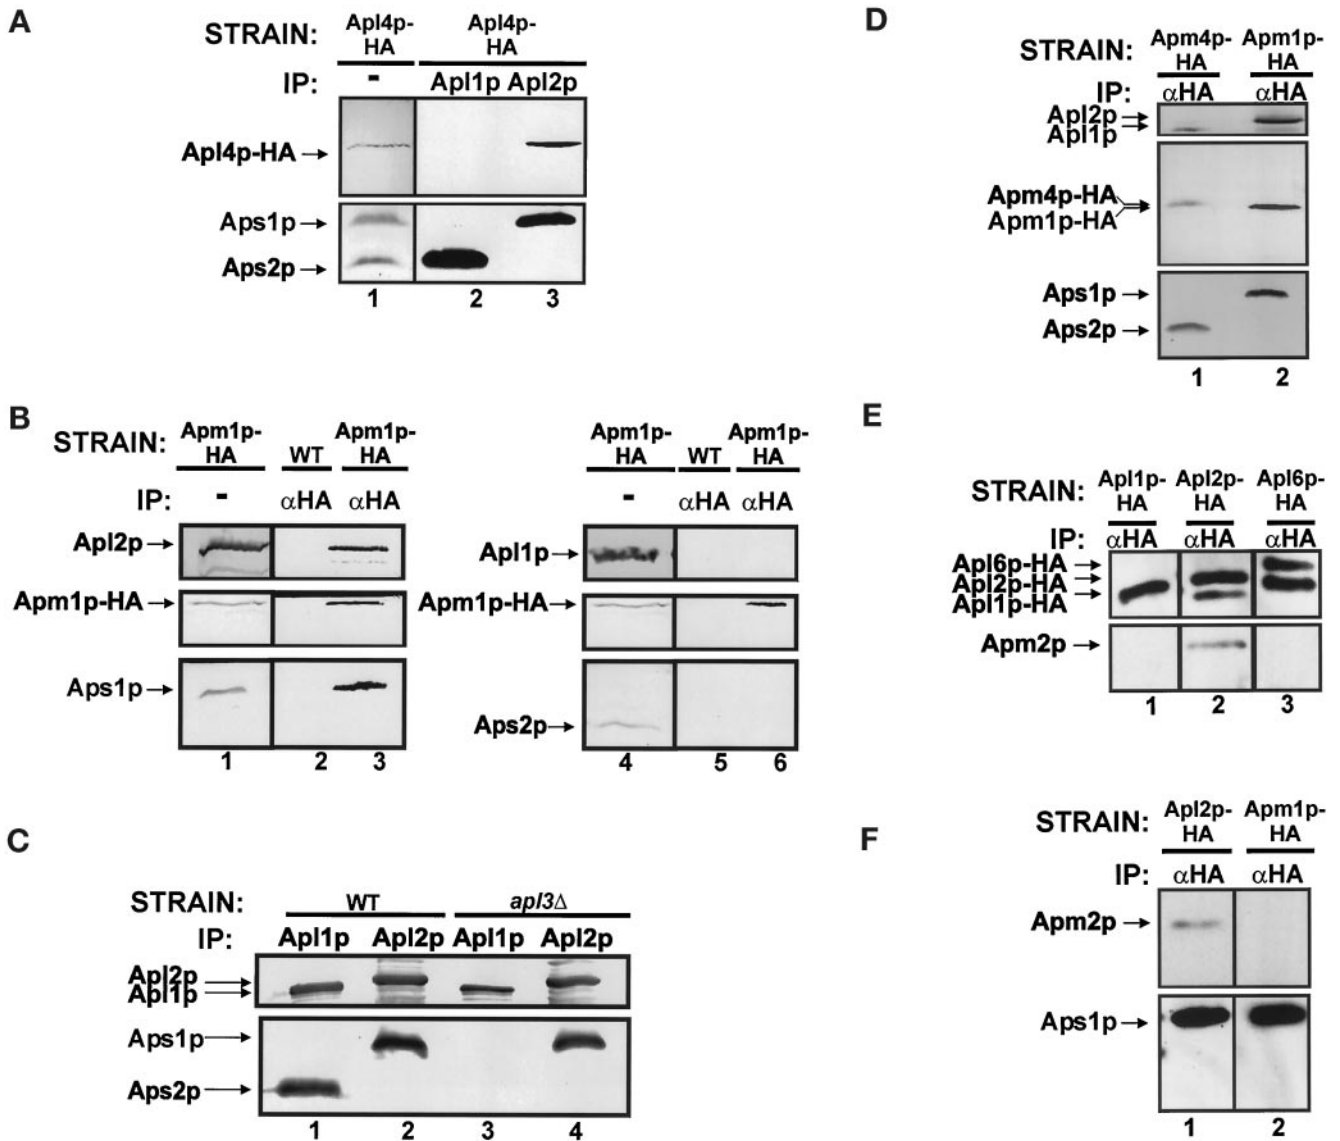 A
STRAIN: Apl4p-HA Apl4p-HA
IP: - Apl1p Apl2p
Apl4p-HA
Aps1p
Aps2p
1 2 3
B
STRAIN: Apm1p-HA WT Apm1p-HA Apm1p-HA WT Apm1p-HA
IP: - αHA αHA - αHA αHA
Apl2p Apl1p
Apm1p-HA Apm1p-HA
Aps1p Aps2p
1 2 3 4 5 6
C
STRAIN: WT apl3Δ
IP: Apl1p Apl2p Apl1p Apl2p
Apl2p
Apl1p
Aps1p
Aps2p
1 2 3 4
D
STRAIN: Apm4p-HA Apm1p-HA
IP: αHA αHA
Apl2p
Apl1p
Apm4p-HA
Apm1p-HA
Aps1p
Aps2p
1 2
E
STRAIN: Apl1p-HA Apl2p-HA Apl6p-HA
IP: αHA αHA αHA
Apl6p-HA
Apl2p-HA
Apl1p-HA
Apm2p
1 2 3
F
STRAIN: Apl2p-HA Apm1p-HA
IP: αHA αHA
Apm2p
Aps1p
1 2